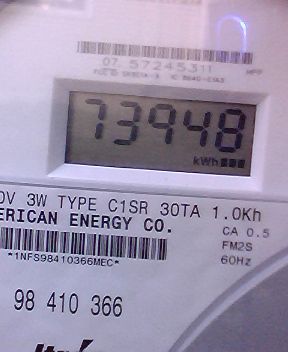 07 57245311
73948
kWh
0V 3W TYPE C1SR 30TA 1.0Kh
ERICAN ENERGY CO.
CA 0.5
FM2S
*1NFS98410366MEC*
60Hz
98 410 366